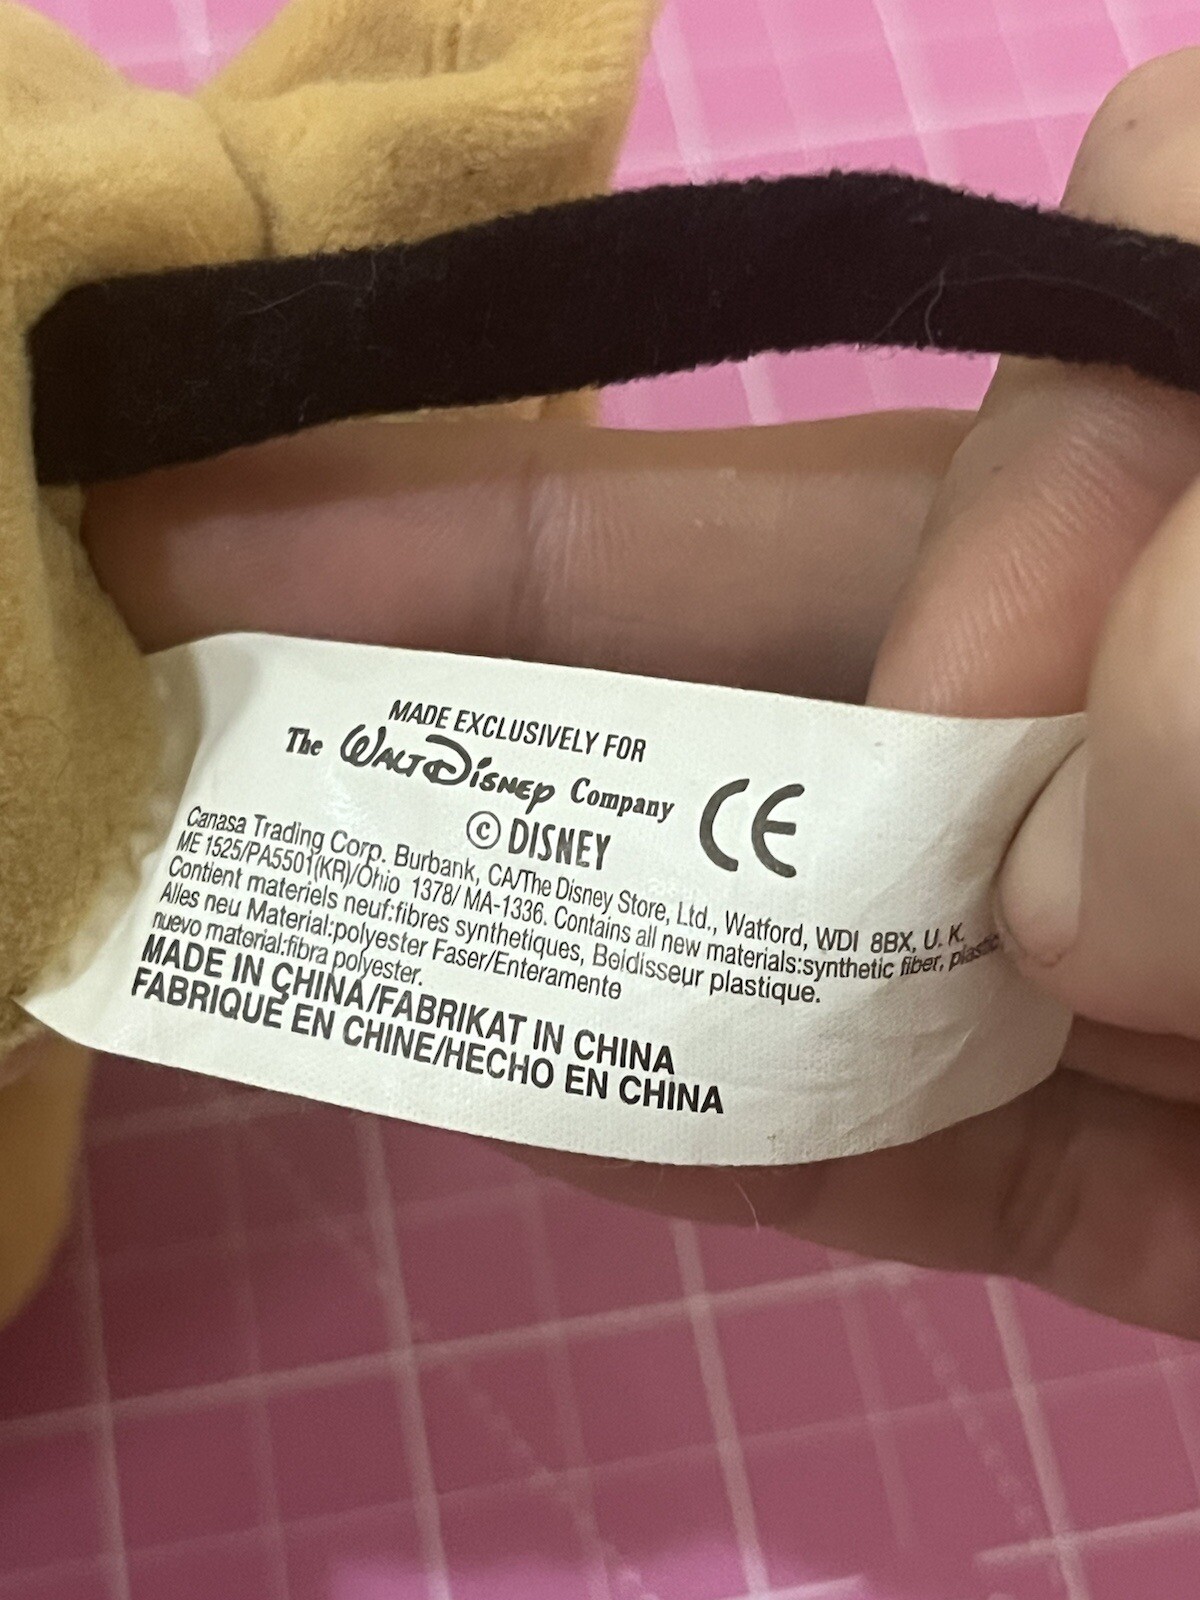 MADE EXCLUSIVELY FOR
The WALT DISNEY Company
© DISNEY
CE
Canasa Trading Corp. Burbank, CA/The Disney Store, Ltd., Watford, WDI 8BX, U. K.
ME 1525/PA5501(KR)/Ohio 1378/ MA-1336. Contains all new materials:synthetic fiber, plastic
Contient materiels neuf:fibres synthetiques, Beidisseur plastique.
Alles neu Material:polyester Faser/Enteramente
nuevo material:fibra polyester.
MADE IN CHINA/FABRIKAT IN CHINA
FABRIQUÉ EN CHINE/HECHO EN CHINA